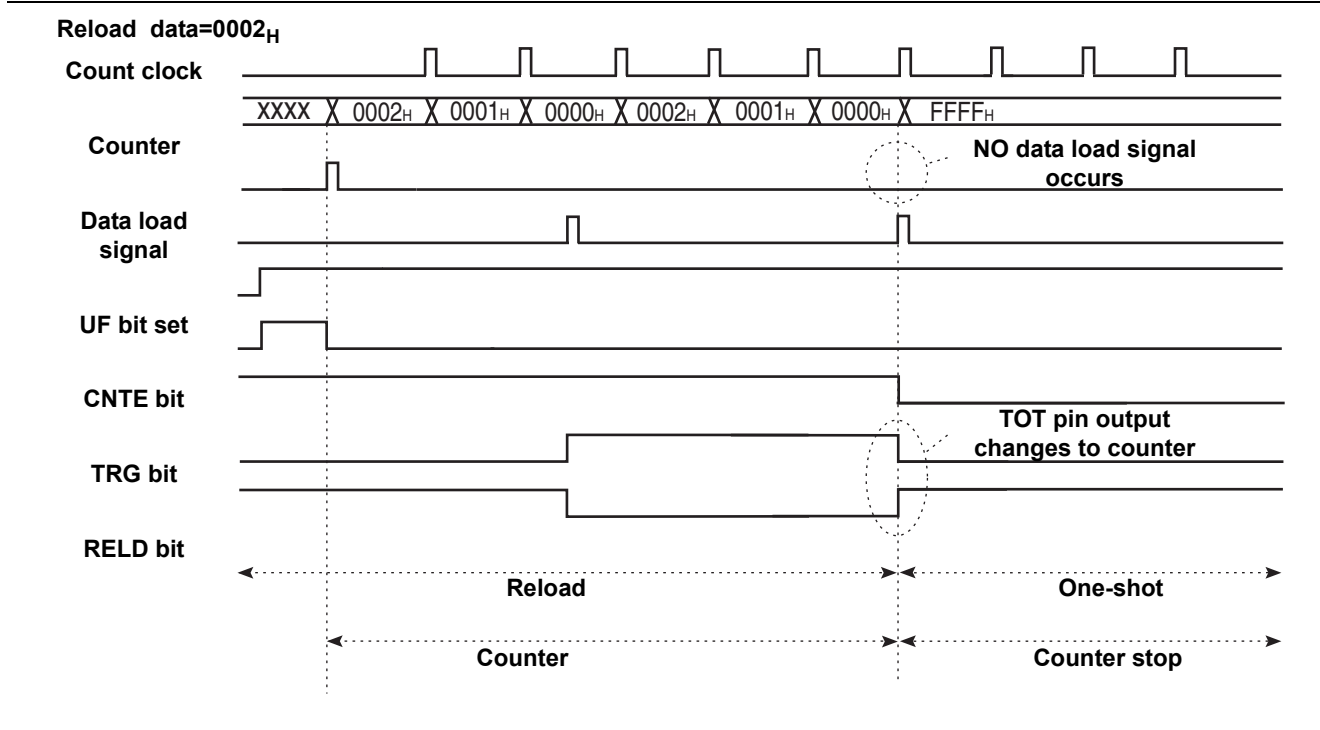 Reload data=0002H
Count clock
XXXX 0002H 0001H 0000H 0002H 0001H 0000H FFFFH
Counter
NO data load signal
occurs
Data load
signal
UF bit set
CNTE bit
TOT pin output
changes to counter
TRG bit
RELD bit
Reload One-shot
Counter Counter stop